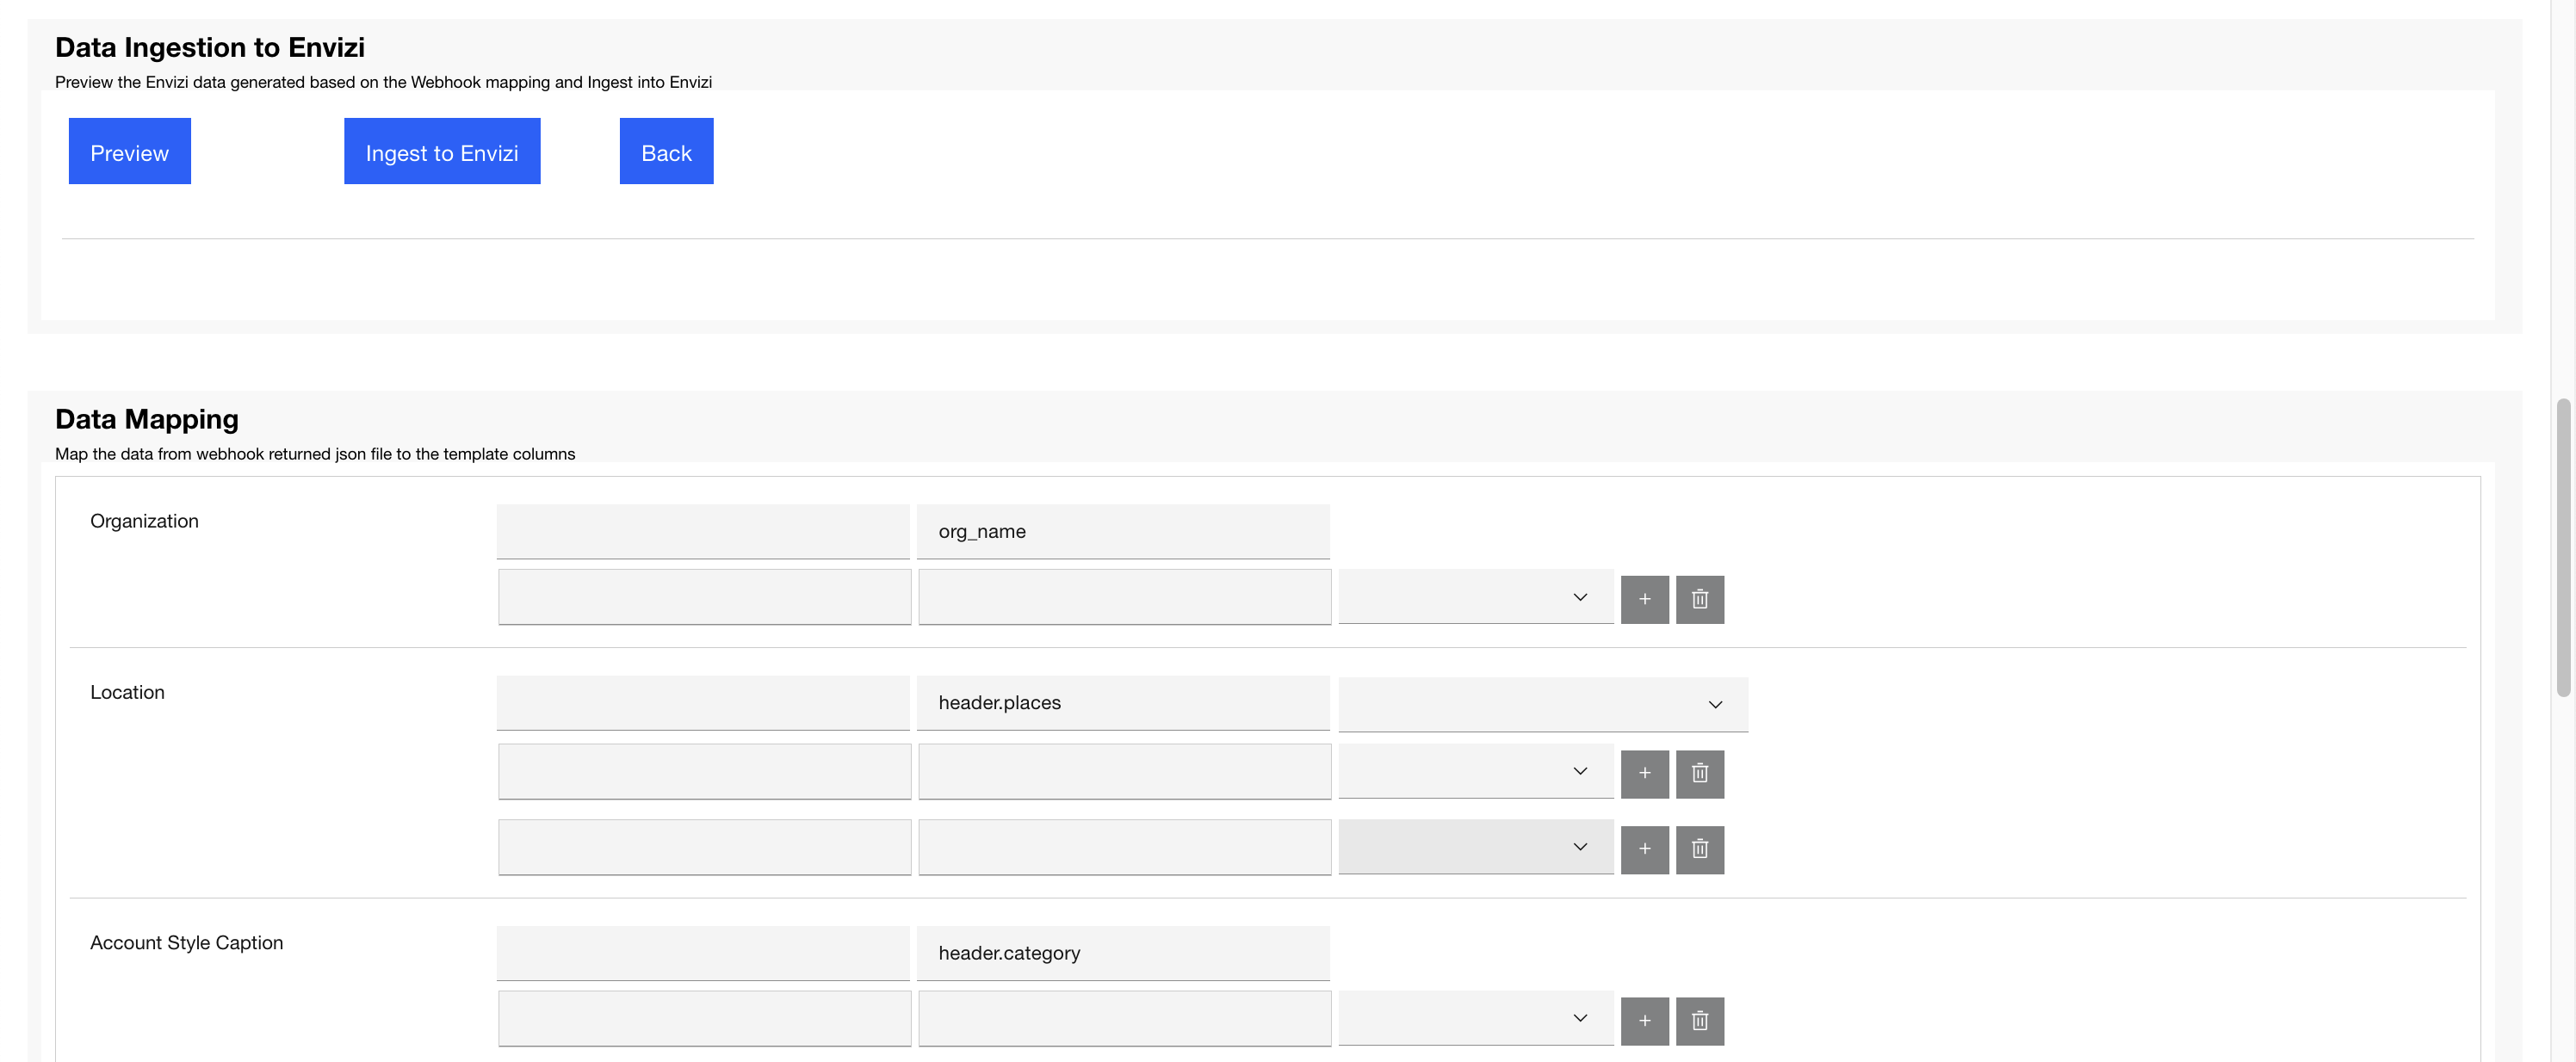 Data Ingestion to Envizi
Preview the Envizi data generated based on the Webhook mapping and Ingest into Envizi
Preview
Ingest to Envizi
Back
Data Mapping
Map the data from webhook returned json file to the template columns
Organization
org_name
Location
header.places
Account Style Caption
header.category